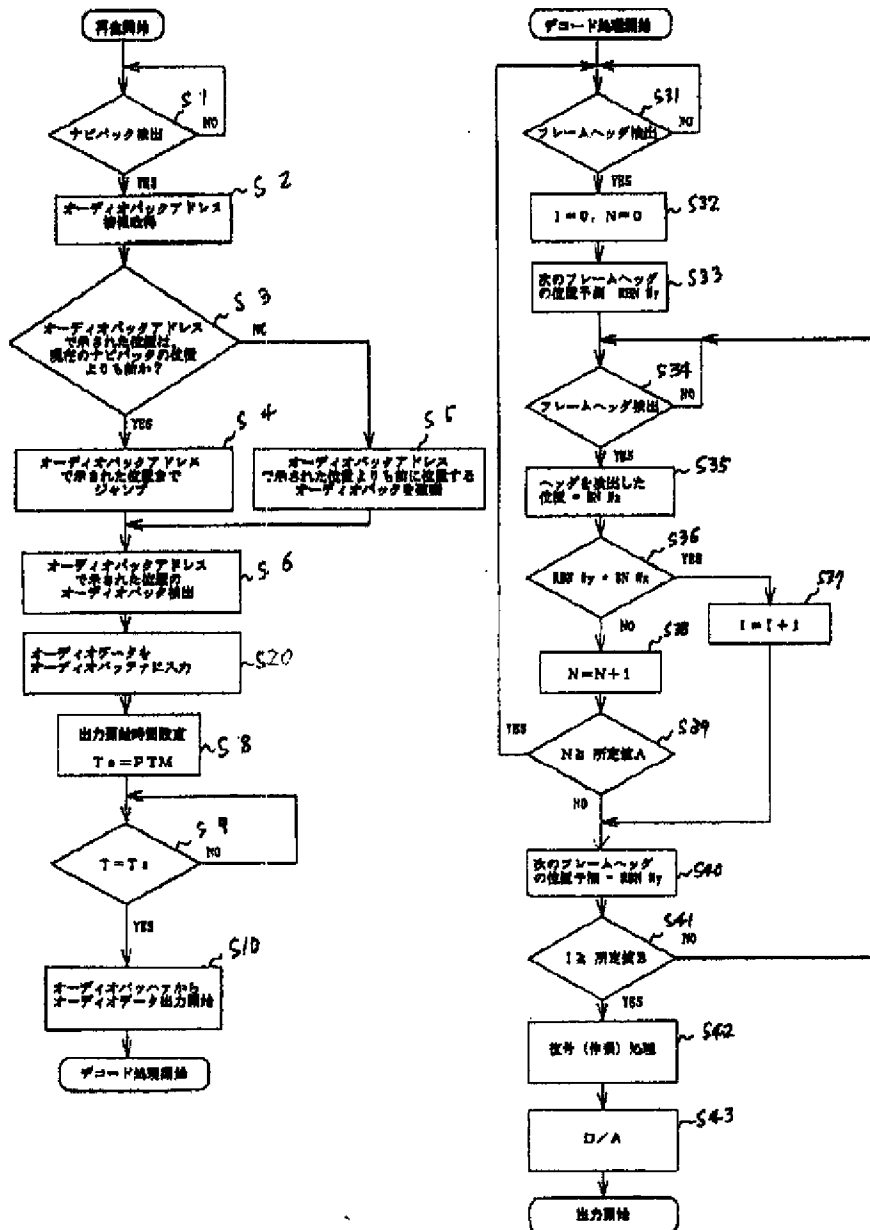 再生開始
S1
ナビパック検出
NO
YES
S2
オーディオパックアドレス
情報取得
S3
オーディオパックアドレス
で示された位置は、
現在のナビパックの位置
よりも前か?
NO
YES
S4
オーディオパックアドレス
で示された位置まで
ジャンプ
S5
オーディオパックアドレス
で示された位置よりも前に位置する
オーディオパックを破棄
オーディオパックアドレス
で示された位置の
オーディオパック検出
S6
オーディオデータを
オーディオバッファに入力
S20
出力開始時間設定
Ts=PTM
S8
S9
T=Ts
NO
YES
S10
オーディオバッファから
オーディオデータ出力開始
デコード処理開始
デコード処理開始
S31
フレームヘッダ検出
NO
YES
I=0, N=0
S32
次のフレームヘッダ
の位置予測
S33
S34
フレームヘッダ検出
NO
YES
S35
ヘッダを検出した
位置
S36
YES
S37
I=I+1
NO
S38
N=N+1
S39
YES
N≧ 所定値A
NO
次のフレームヘッダ
の位置予測
S40
S41
I≧ 所定値B
NO
YES
復号(伸張)処理
S42
D/A
S43
出力開始